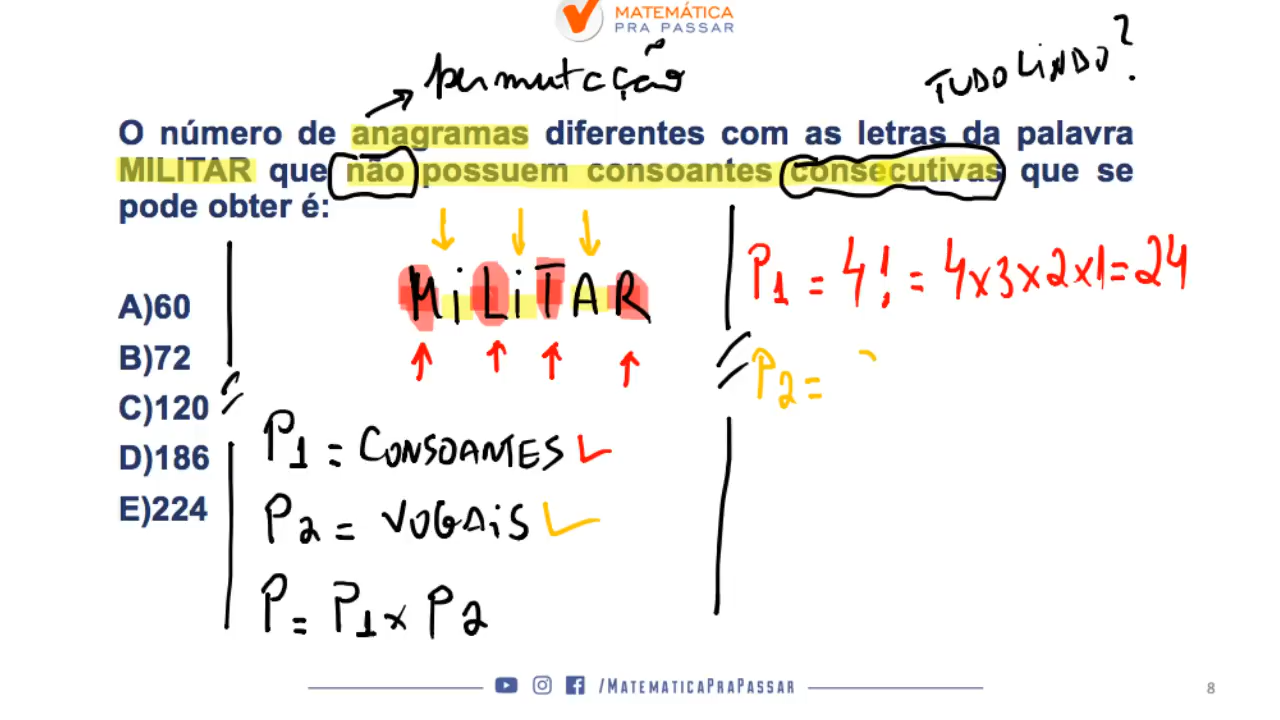 MATEMÁTICA
PRA PASSAR
permutação
TUDO LINDO?
O número de anagramas diferentes com as letras da palavra
MILITAR que não possuem consoantes consecutivas que se
pode obter é:
MiLiTAR
A)60
B)72
C)120
D)186
E)224
P1 = CONSOANTES
P2 = VOGAiS
P = P1 x P2
P1 = 4! = 4x3x2x1=24
P2 =
/MATEMATICAPRAPASSAR
8